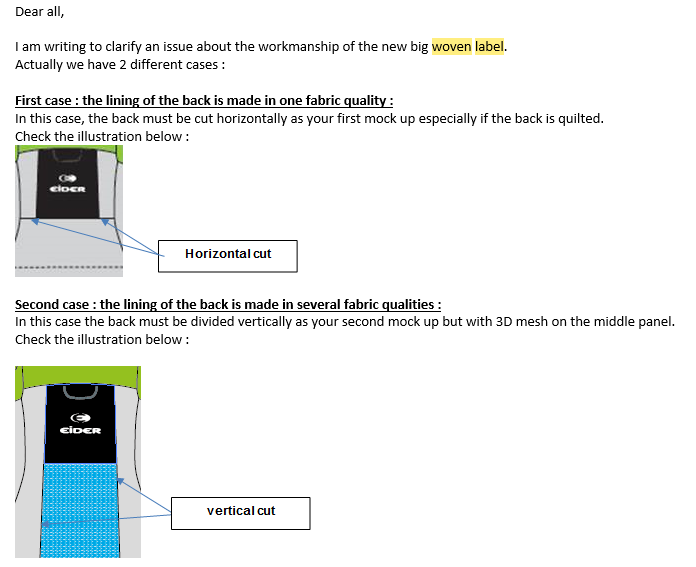 Dear all,
I am writing to clarify an issue about the workmanship of the new big woven label.
Actually we have 2 different cases :
First case : the lining of the back is made in one fabric quality :
In this case, the back must be cut horizontally as your first mock up especially if the back is quilted.
Check the illustration below :
EIDER
Horizontal cut
Second case : the lining of the back is made in several fabric qualities :
In this case the back must be divided vertically as your second mock up but with 3D mesh on the middle panel.
Check the illustration below :
EIDER
vertical cut